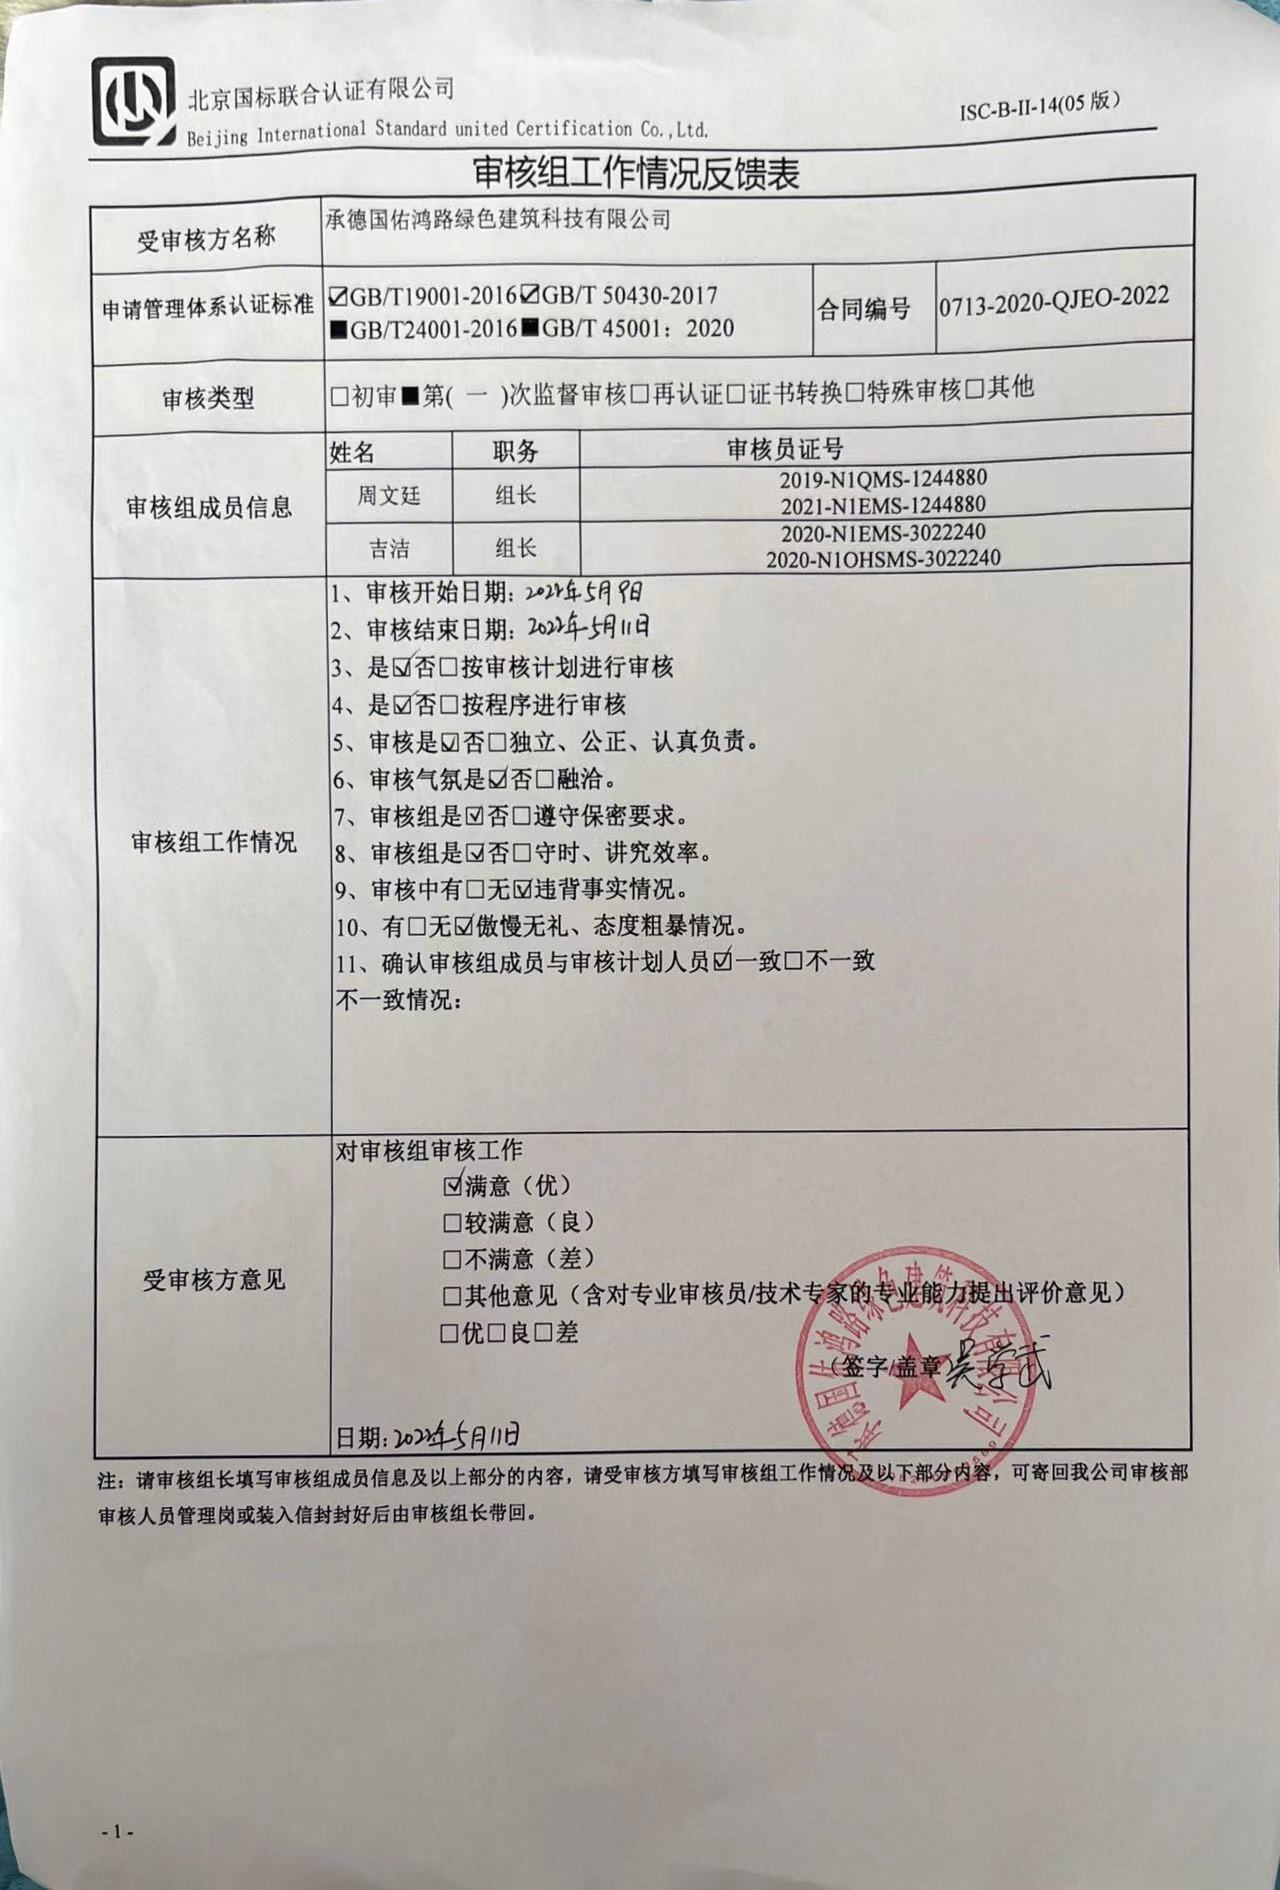 北京国标联合认证有限公司
Beijing International Standard united Certification Co.,Ltd.
ISC-B-II-14(05 版)
审核组工作情况反馈表
受审核方名称 承德国佑鸿路绿色建筑科技有限公司
申请管理体系认证标准 ☑GB/T19001-2016☑GB/T 50430-2017
■GB/T24001-2016■GB/T 45001：2020
合同编号 0713-2020-QJEO-2022
审核类型 □初审■第( 一 )次监督审核□再认证□证书转换□特殊审核□其他
审核组成员信息
姓名 职务 审核员证号
周文廷 组长 2019-N1QMS-1244880
2021-N1EMS-1244880
吉洁 组长 2020-N1EMS-3022240
2020-N1OHSMS-3022240
审核组工作情况
1、审核开始日期: 2022年5月9日
2、审核结束日期: 2022年5月11日
3、是☑否□按审核计划进行审核
4、是☑否□按程序进行审核
5、审核是☑否□独立、公正、认真负责。
6、审核气氛是☑否□融洽。
7、审核组是☑否□遵守保密要求。
8、审核组是☑否□守时、讲究效率。
9、审核中有□无☑违背事实情况。
10、有□无☑傲慢无礼、态度粗暴情况。
11、确认审核组成员与审核计划人员☑一致□不一致
不一致情况:
受审核方意见
对审核组审核工作
☑满意（优）
□较满意（良）
□不满意（差）
□其他意见（含对专业审核员/技术专家的专业能力提出评价意见）
□优□良□差
（签字/盖章） 吴学武
承德国佑鸿路绿色建筑科技有限公司
日期: 2022年5月11日
注: 请审核组长填写审核组成员信息及以上部分的内容，请受审核方填写审核组工作情况及以下部分内容，可寄回我公司审核部
审核人员管理岗或装入信封封好后由审核组长带回。
- 1 -